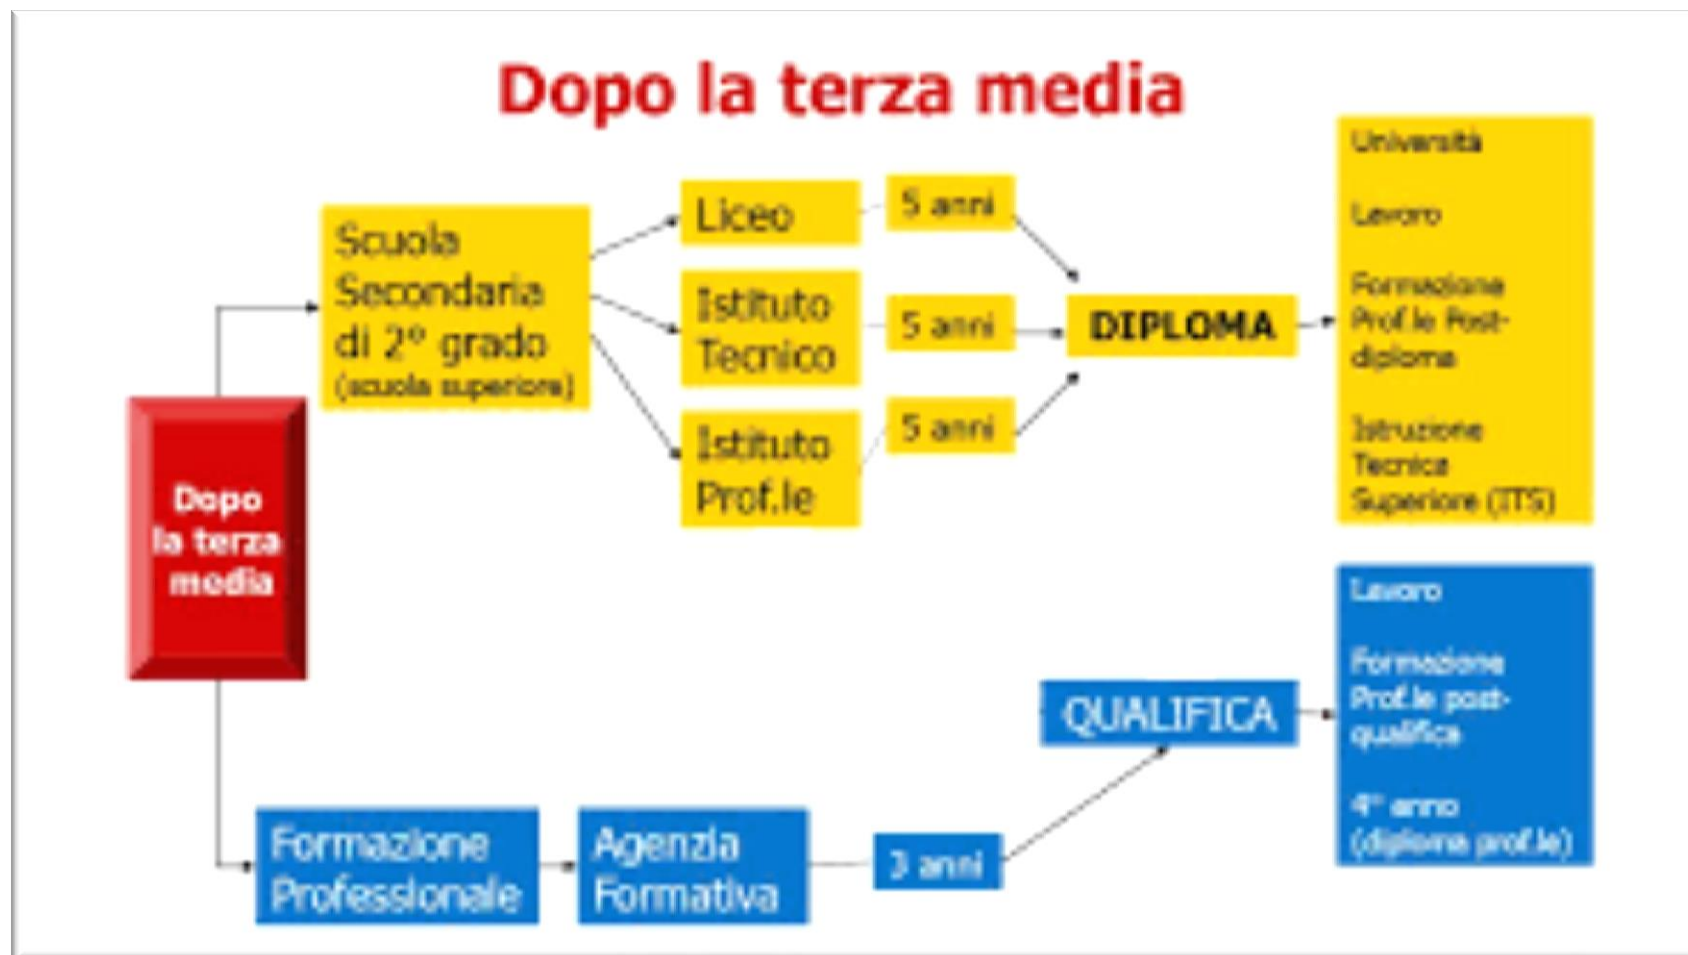 Dopo la terza media
Dopo
la terza
media
Scuola
Secondaria
di 2° grado
(scuola superiore)
Liceo
5 anni
Istituto
Tecnico
5 anni
Istituto
Prof.le
5 anni
DIPLOMA
Università
Lavoro
Formazione
Prof.le Post-
diploma
Istruzione
Tecnica
Superiore (ITS)
Formazione
Professionale
Agenzia
Formativa
3 anni
QUALIFICA
Lavoro
Formazione
Prof.le post-
qualifica
4° anno
(diploma prof.le)